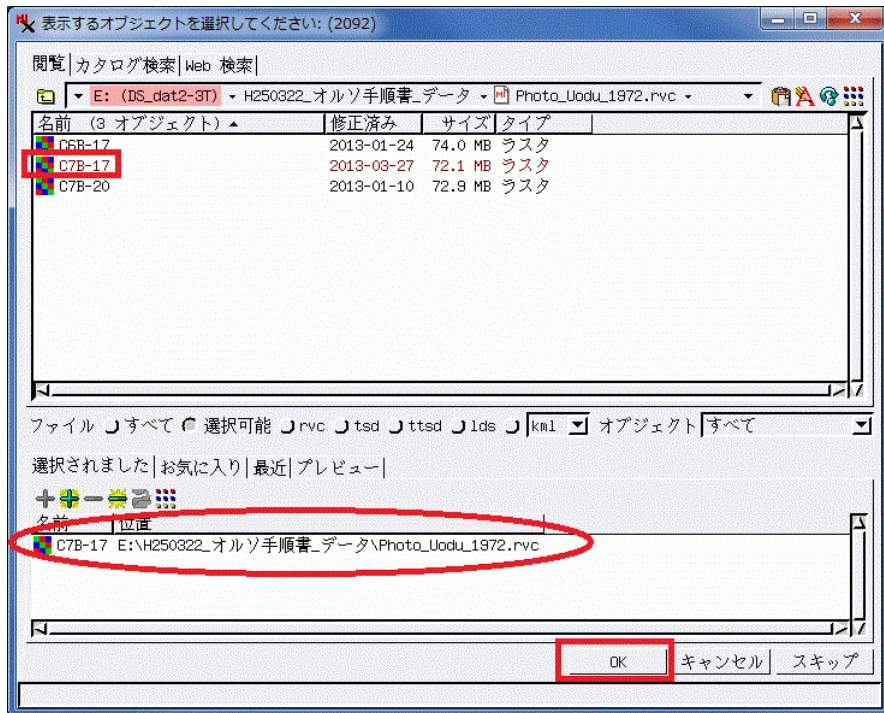 表示するオブジェクトを選択してください: (2092)
閲覧 カタログ検索 Web 検索
E: (DS_dat2-3T) H250322_オルソ手順書_データ Photo_Uodu_1972.rvc
名前 (3 オブジェクト) 修正済み サイズ タイプ
C6B-17 2013-01-24 74.0 MB ラスタ
C7B-17 2013-03-27 72.1 MB ラスタ
C7B-20 2013-01-10 72.9 MB ラスタ
ファイル すべて 選択可能 rvc tsd ttsd lds kml オブジェクト すべて
選択されました お気に入り 最近 プレビュー
名前 位置
C7B-17 E:\H250322_オルソ手順書_データ\Photo_Uodu_1972.rvc
OK キャンセル スキップ